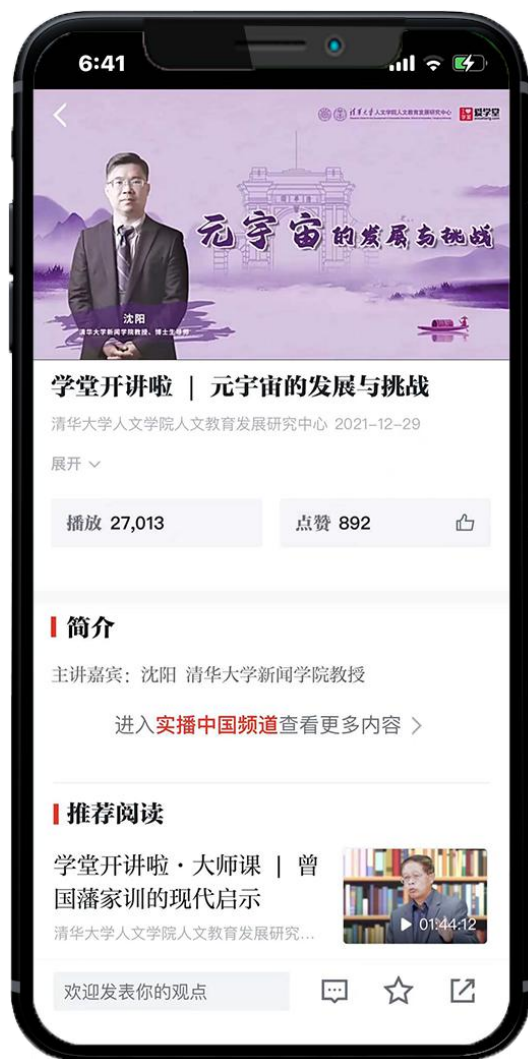 6:41
清华大学人文学院人文教育发展研究中心
爱学堂
元宇宙的发展与挑战
沈阳
清华大学新闻学院教授、博士生导师
学堂开讲啦 | 元宇宙的发展与挑战
清华大学人文学院人文教育发展研究中心 2021-12-29
展开
播放 27,013
点赞 892
简介
主讲嘉宾：沈阳 清华大学新闻学院教授
进入实播中国频道查看更多内容 >
推荐阅读
学堂开讲啦·大师课 | 曾
国藩家训的现代启示
清华大学人文学院人文教育发展研究...
01:44:12
欢迎发表你的观点